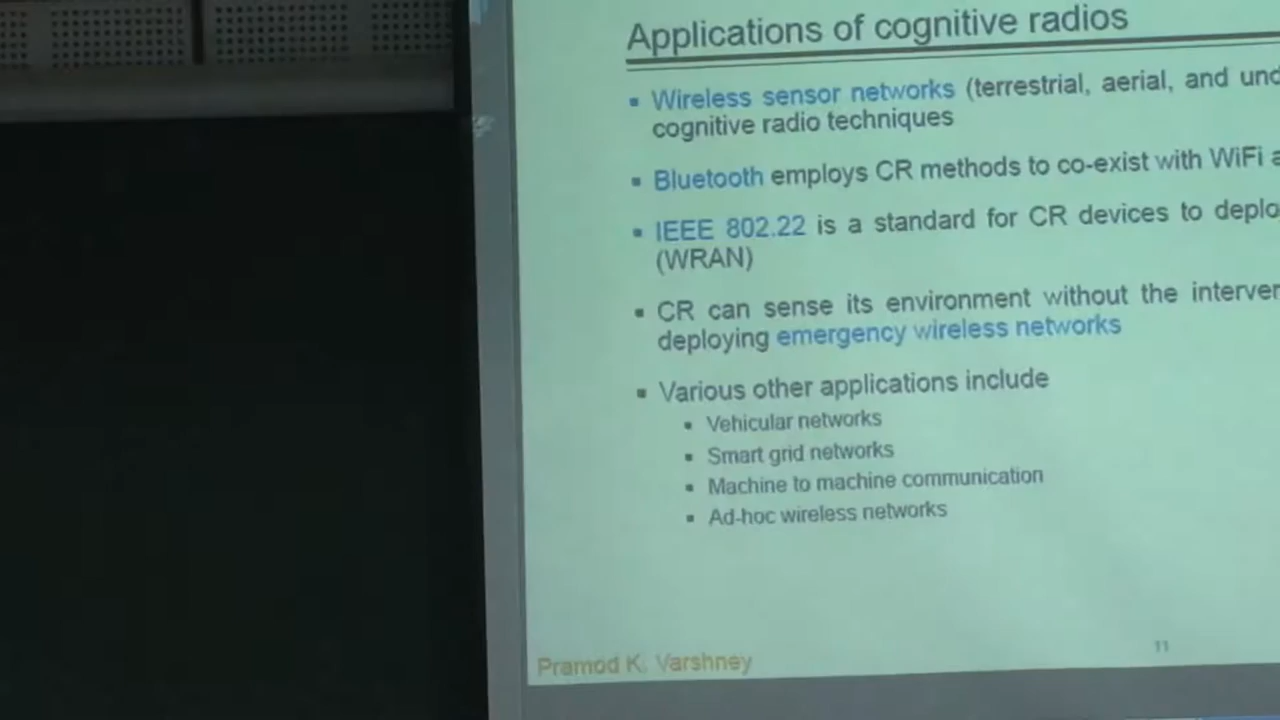 Applications of cognitive radios
Wireless sensor networks (terrestrial, aerial, and
cognitive radio techniques
Bluetooth employs CR methods to co-exist with WiFi
IEEE 802.22 is a standard for CR devices to
(WRAN)
CR can sense its environment without the
deploying emergency wireless networks
Various other applications include
Vehicular networks
Smart grid networks
Machine to machine communication
Ad-hoc wireless networks
11
Pramod K. Varshney